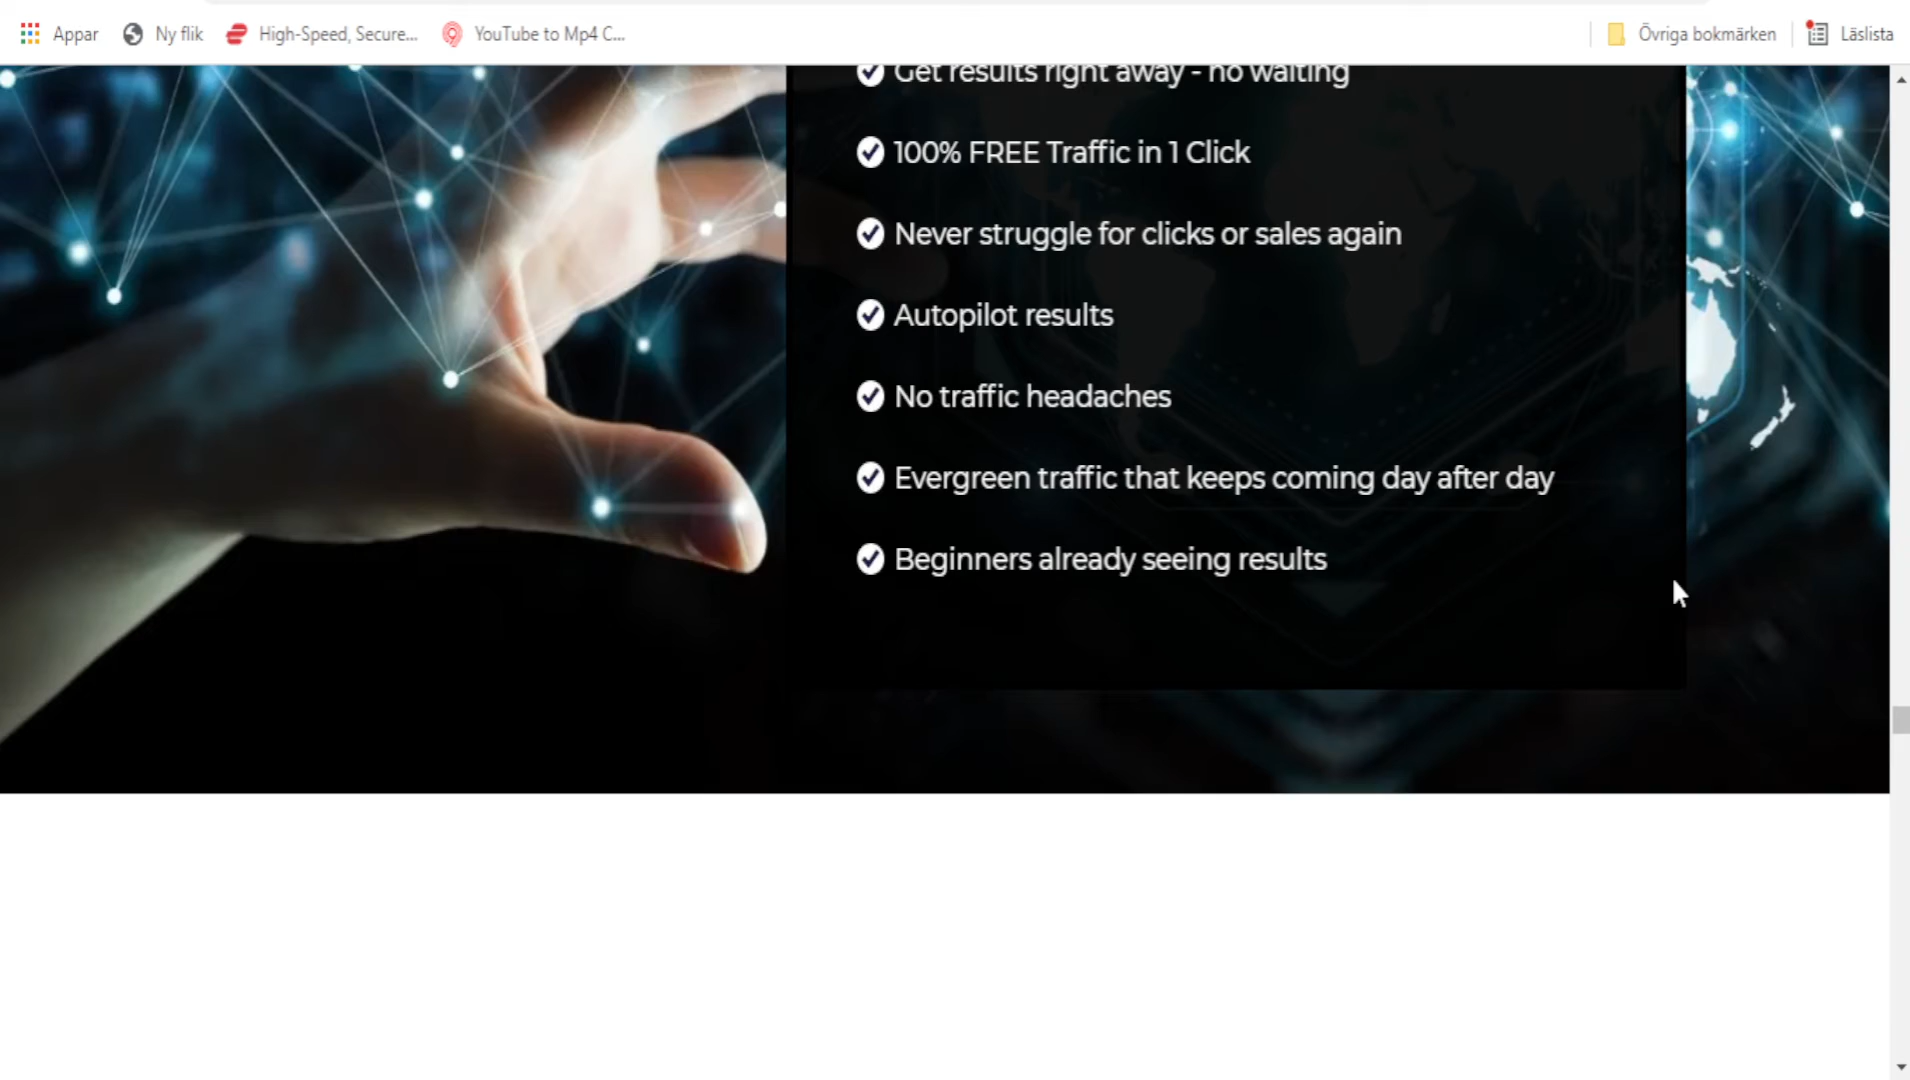 Appar Ny flik High-Speed, Secure... YouTube to Mp4 C... Övriga bokmärken Läslista
Get results right away - no waiting
100% FREE Traffic in 1 Click
Never struggle for clicks or sales again
Autopilot results
No traffic headaches
Evergreen traffic that keeps coming day after day
Beginners already seeing results